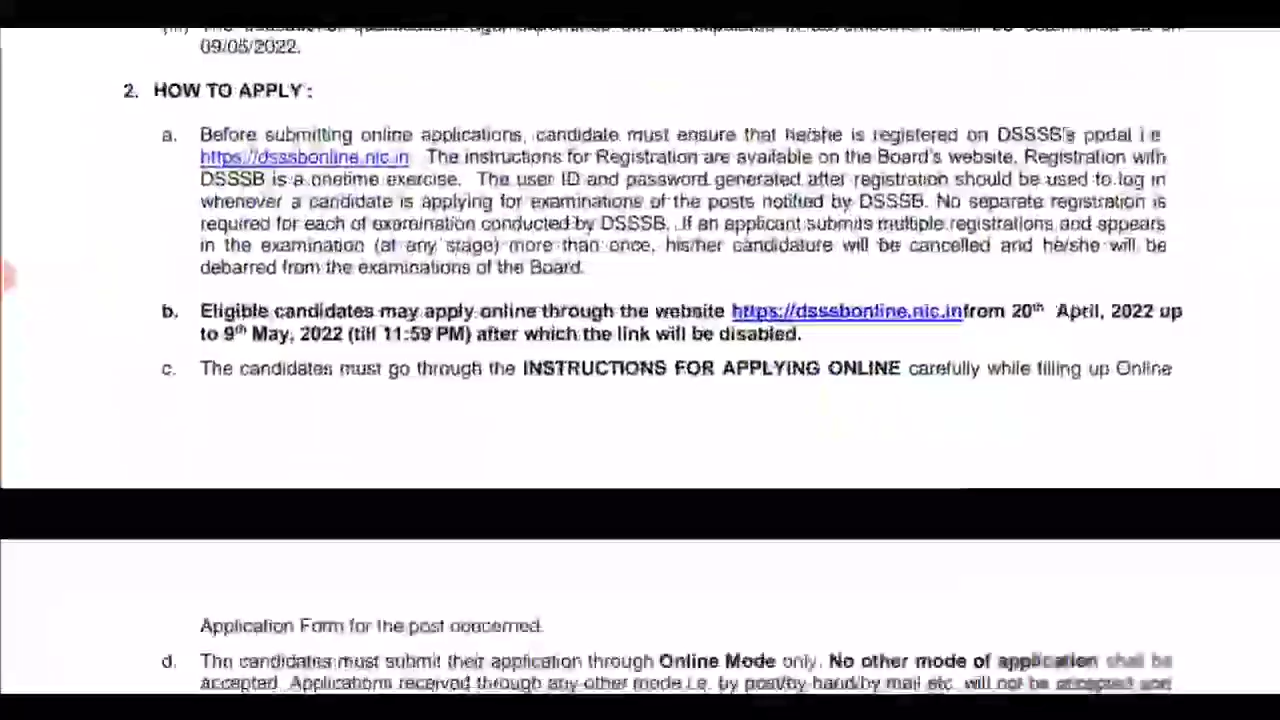 09/05/2022.
2. HOW TO APPLY :
a. Before submitting online applications, candidate must ensure that he/she is registered on DSSSB's portal i.e
https://dsssbonline.nic.in The instructions for Registration are available on the Board's website. Registration with
DSSSB is a onetime exercise. The user ID and password generated after registration should be used to log in
whenever a candidate is applying for examinations of the posts notified by DSSSB. No separate registration is
required for each of examination conducted by DSSSB. If an applicant submits multiple registrations and appears
in the examination (at any stage) more than once, his/her candidature will be cancelled and he/she will be
debarred from the examinations of the Board.
b. Eligible candidates may apply online through the website https://dsssbonline.nic.infrom 20th April, 2022 up
to 9th May, 2022 (till 11:59 PM) after which the link will be disabled.
c. The candidates must go through the INSTRUCTIONS FOR APPLYING ONLINE carefully while filling up Online
Application Form for the post concerned.
d. The candidates must submit their application through Online Mode only. No other mode of application shall be
accepted. Applications received through any other mode i.e. by post/by hand/by mail etc. will not be accepted and